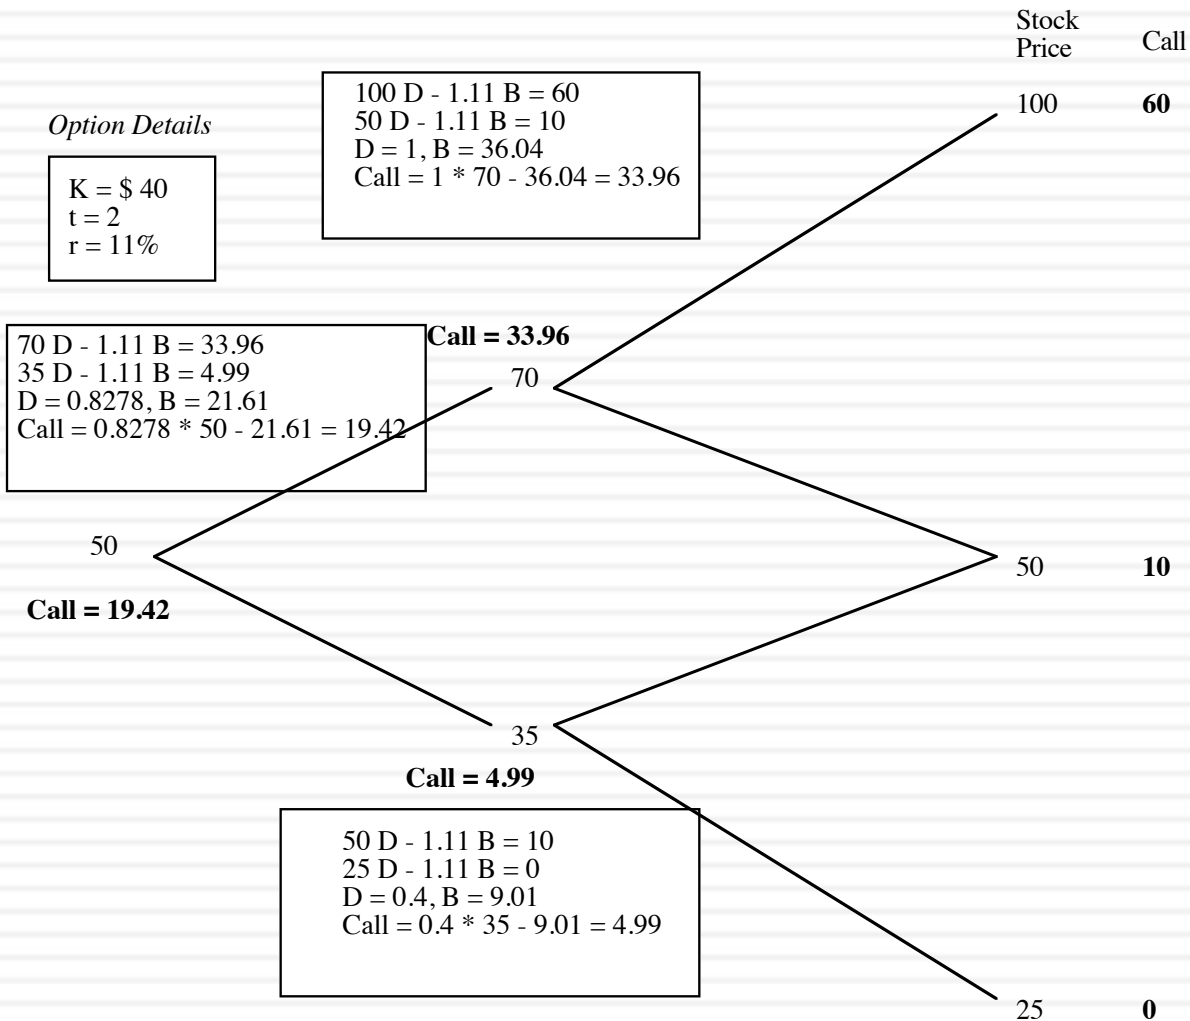 Stock
Price
Call
100
60
100 D - 1.11 B = 60
50 D - 1.11 B = 10
D = 1, B = 36.04
Call = 1 * 70 - 36.04 = 33.96
Option Details
K = $ 40
t = 2
r = 11%
70 D - 1.11 B = 33.96
35 D - 1.11 B = 4.99
D = 0.8278, B = 21.61
Call = 0.8278 * 50 - 21.61 = 19.42
Call = 33.96
70
50
Call = 19.42
50
10
35
Call = 4.99
50 D - 1.11 B = 10
25 D - 1.11 B = 0
D = 0.4, B = 9.01
Call = 0.4 * 35 - 9.01 = 4.99
25
0